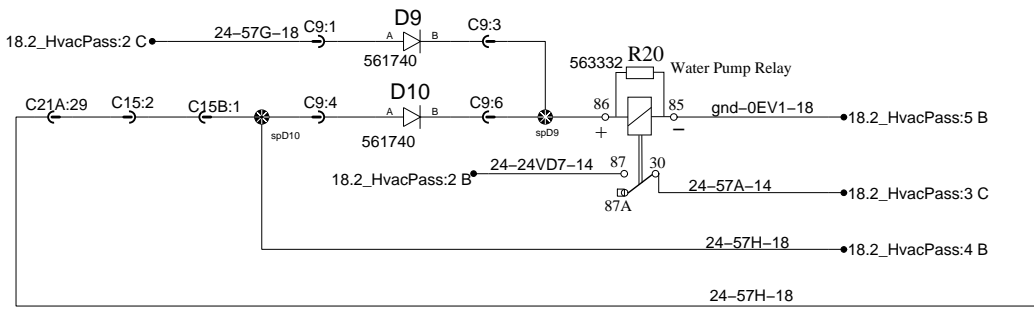 D9
C9:1
C9:3
24-57G-18
18.2_HvacPass:2 C
A
B
561740
R20
563332
Water Pump Relay
D10
C21A:29
C15:2
C15B:1
C9:4
A
B
C9:6
86
85
gnd-0EV1-18
18.2_HvacPass:5 B
spD10
561740
spD9
+
−
24-24VD7-14
87
30
18.2_HvacPass:2 B
24-57A-14
18.2_HvacPass:3 C
87A
24-57H-18
18.2_HvacPass:4 B
24-57H-18